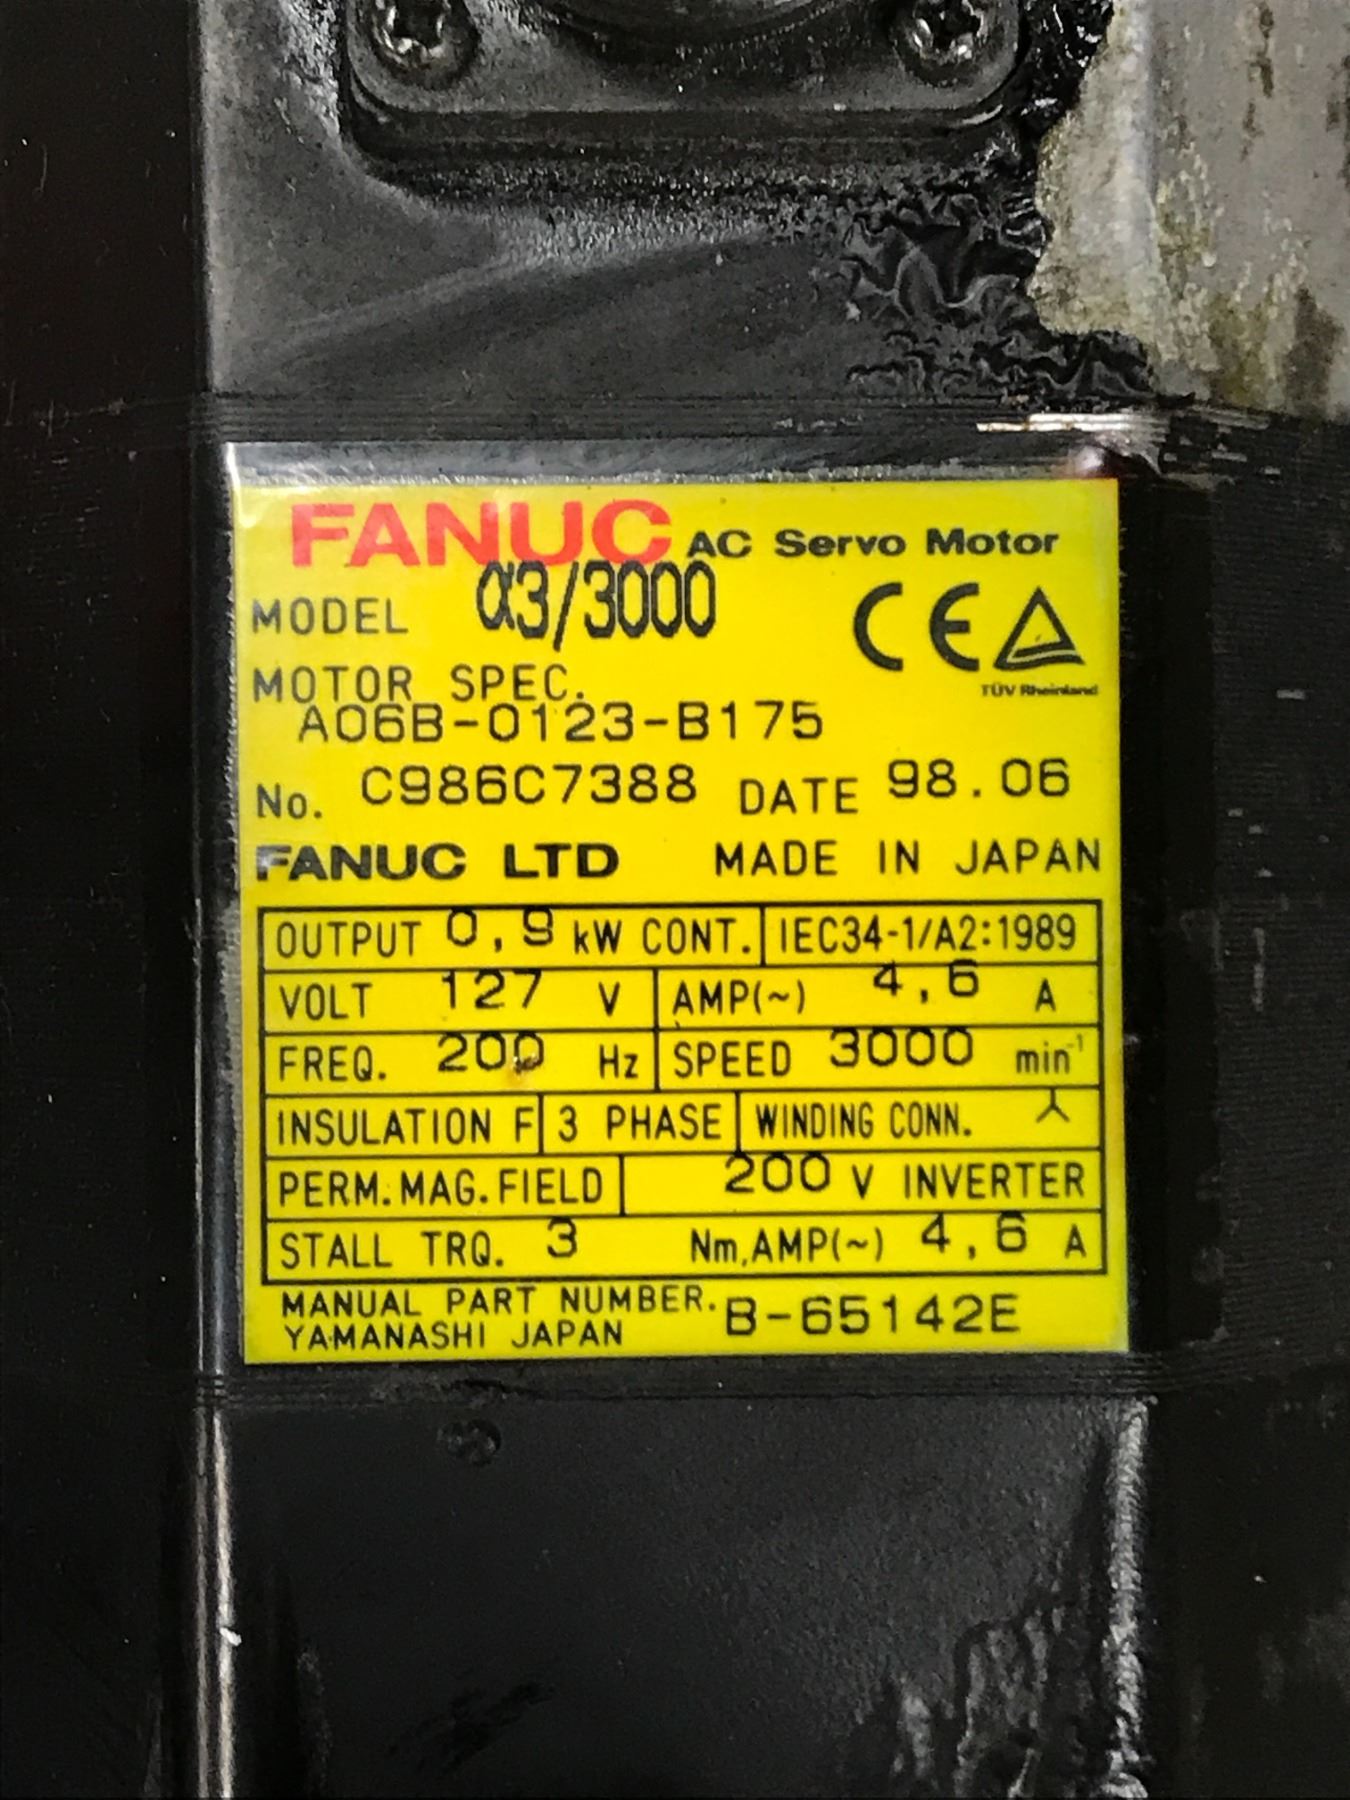 FANUC AC Servo Motor
MODEL α3/3000
CE
TÜV Rheinland
MOTOR SPEC.
A06B-0123-B175
No. C986C7388 DATE 98.06
FANUC LTD MADE IN JAPAN
OUTPUT 0,9 kW CONT. IEC34-1/A2:1989
VOLT 127 V AMP(~) 4,6 A
FREQ. 200 Hz SPEED 3000 min⁻¹
INSULATION F 3 PHASE WINDING CONN.
PERM.MAG.FIELD 200 V INVERTER
STALL TRQ. 3 Nm,AMP(~) 4,6 A
MANUAL PART NUMBER. B-65142E
YAMANASHI JAPAN